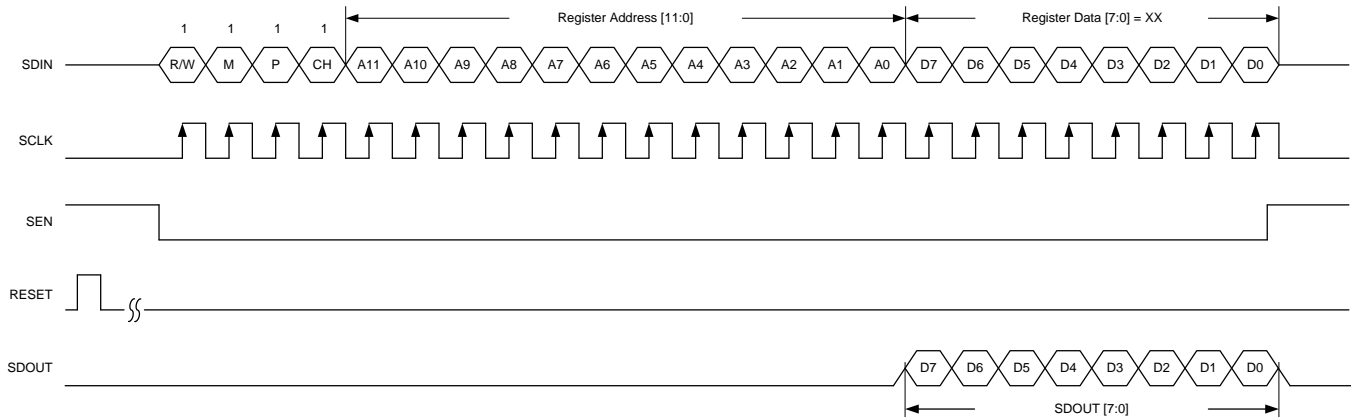 1 1 1 1
Register Address [11:0] Register Data [7:0] = XX
SDIN R/W M P CH A11 A10 A9 A8 A7 A6 A5 A4 A3 A2 A1 A0 D7 D6 D5 D4 D3 D2 D1 D0
SCLK
SEN
RESET
SDOUT D7 D6 D5 D4 D3 D2 D1 D0
SDOUT [7:0]